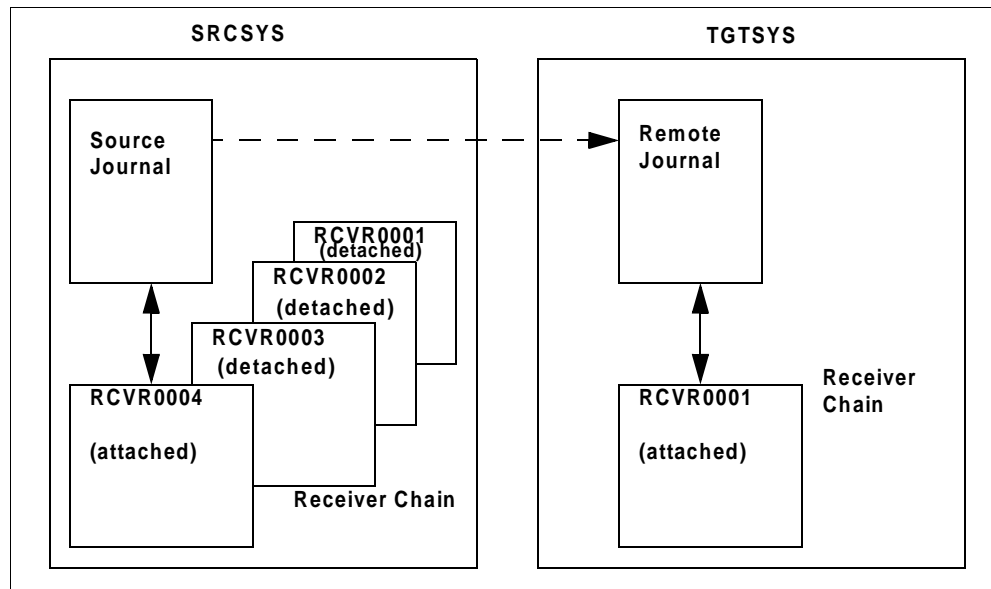 SRCSYS
TGTSYS
Source
Journal
Remote
Journal
RCVR0001
(detached)
RCVR0002
(detached)
RCVR0003
(detached)
RCVR0004
(attached)
Receiver Chain
RCVR0001
(attached)
Receiver
Chain